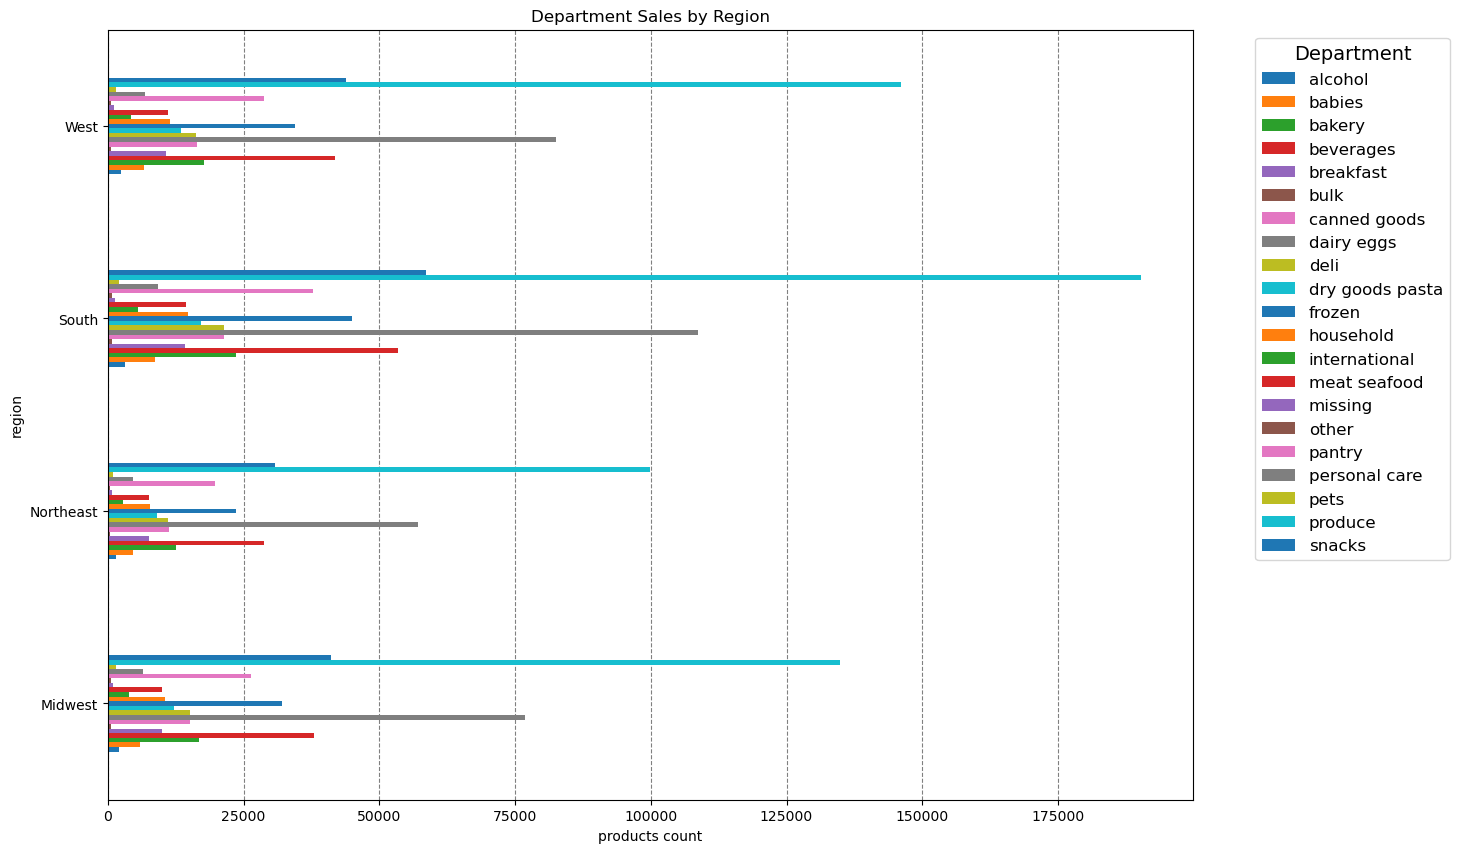 Department Sales by Region
region
West
South
Northeast
Midwest
0 25000 50000 75000 100000 125000 150000 175000
products count
Department
alcohol
babies
bakery
beverages
breakfast
bulk
canned goods
dairy eggs
deli
dry goods pasta
frozen
household
international
meat seafood
missing
other
pantry
personal care
pets
produce
snacks